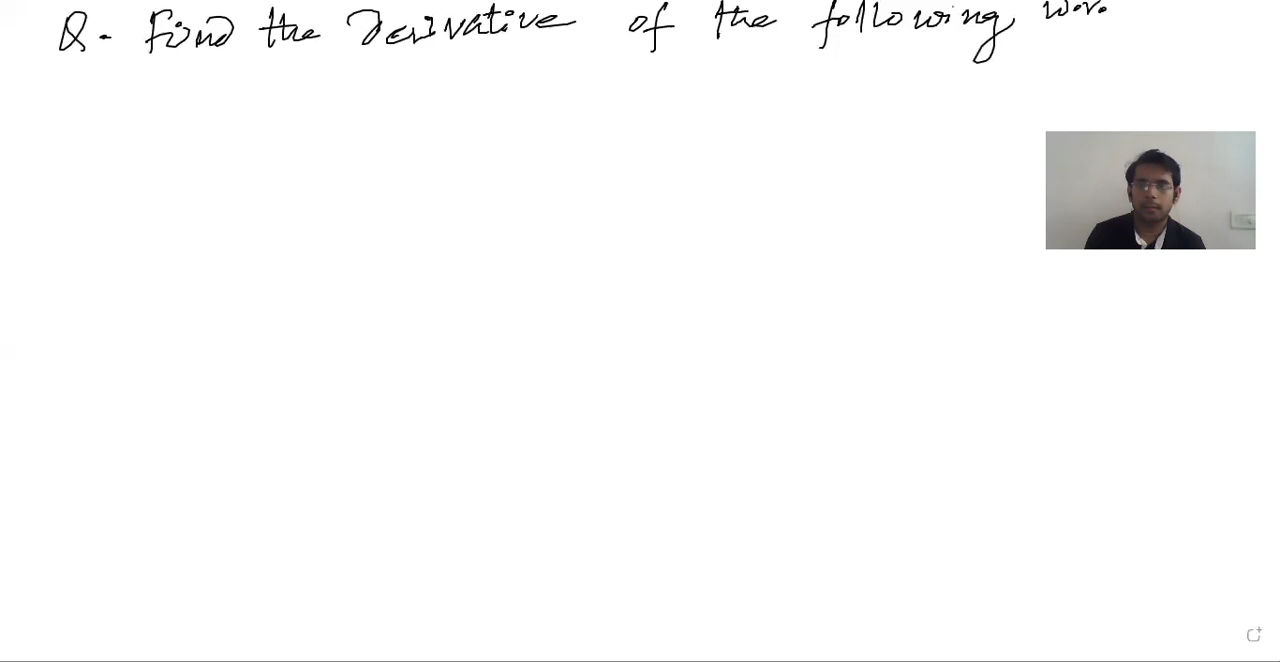 Q. Find the Derivative of the following w.r.